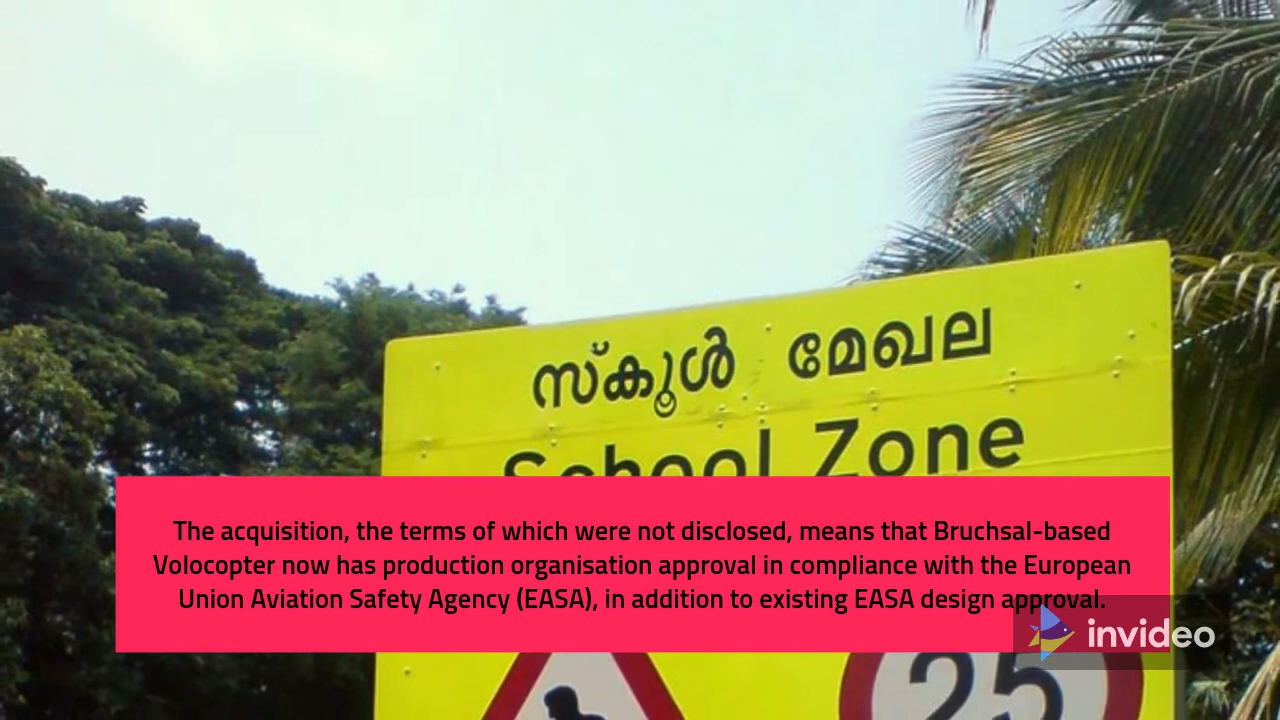 സ്കൂൾ മേഖല
School Zone
The acquisition, the terms of which were not disclosed, means that Bruchsal-based
Volocopter now has production organisation approval in compliance with the European
Union Aviation Safety Agency (EASA), in addition to existing EASA design approval.
invideo
25